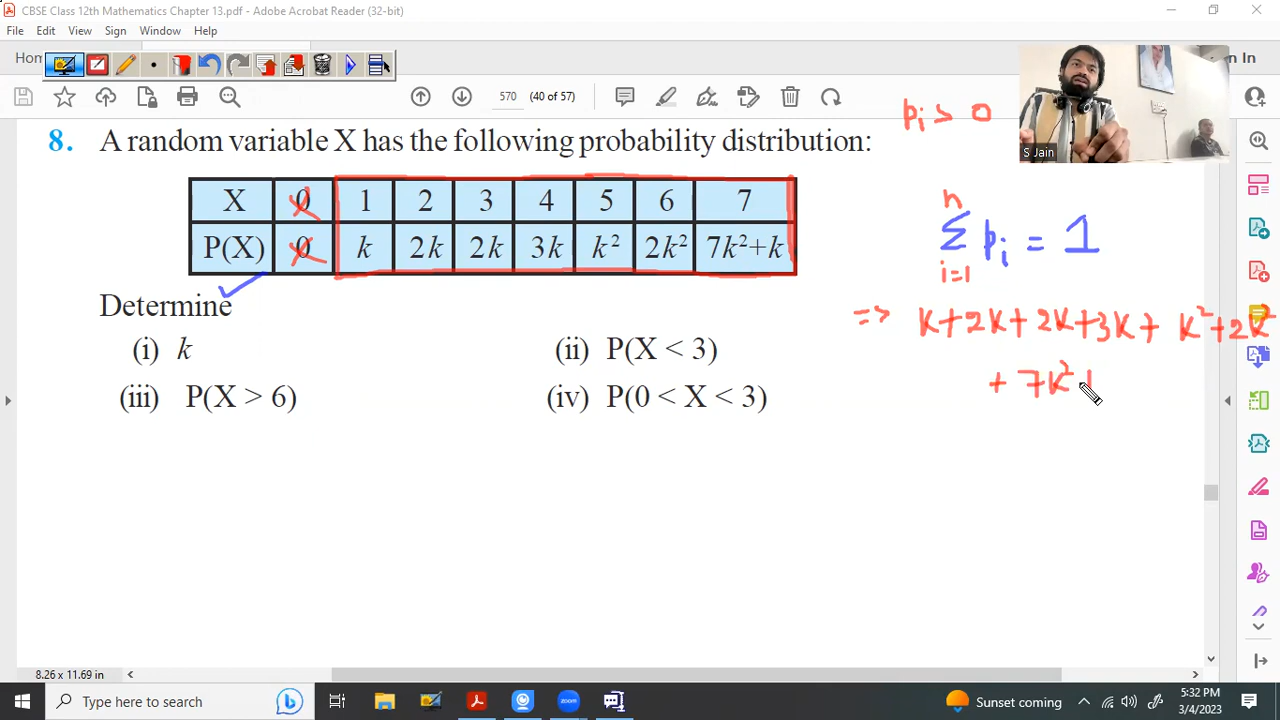 CBSE Class 12th Mathematics Chapter 13.pdf - Adobe Acrobat Reader (32-bit)
File Edit View Sign Window Help
Hom
n In
570 (40 of 57)
pi > 0
S Jain
8. A random variable X has the following probability distribution:
X 0 1 2 3 4 5 6 7
P(X) 0 k 2k 2k 3k k² 2k² 7k²+k
n
Σ pi = 1
i=1
Determine
=> K+2K+2K+3K+ K²+2K²
(i) k (ii) P(X < 3)
+ 7K²
(iii) P(X > 6) (iv) P(0 < X < 3)
8.26 x 11.69 in
Type here to search
zoom
Sunset coming
5:32 PM
3/4/2023